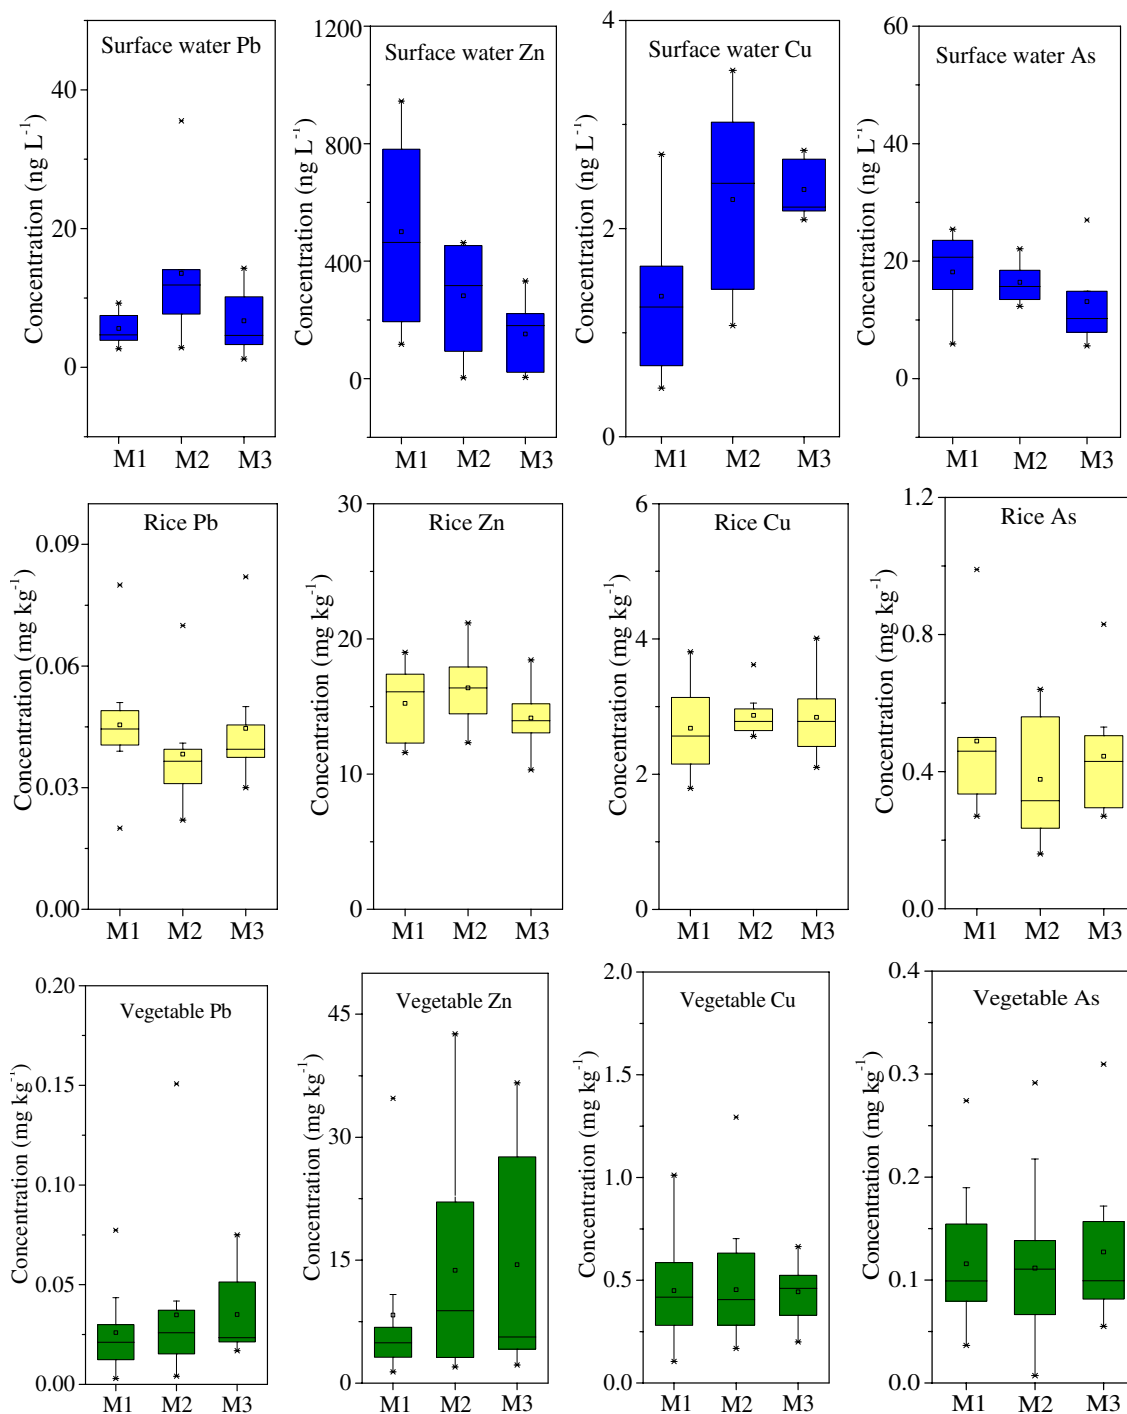 Surface water Pb
Concentration (ng L⁻¹)
40
20
0
M1 M2 M3
Surface water Zn
Concentration (ng L⁻¹)
1200
800
400
0
M1 M2 M3
Surface water Cu
Concentration (ng L⁻¹)
4
2
0
M1 M2 M3
Surface water As
Concentration (ng L⁻¹)
60
40
20
0
M1 M2 M3
Rice Pb
Concentration (mg kg⁻¹)
0.09
0.06
0.03
0.00
M1 M2 M3
Rice Zn
Concentration (mg kg⁻¹)
30
20
10
0
M1 M2 M3
Rice Cu
Concentration (mg kg⁻¹)
6
4
2
0
M1 M2 M3
Rice As
Concentration (mg kg⁻¹)
1.2
0.8
0.4
0.0
M1 M2 M3
Vegetable Pb
Concentration (mg kg⁻¹)
0.20
0.15
0.10
0.05
0.00
M1 M2 M3
Vegetable Zn
Concentration (mg kg⁻¹)
45
30
15
0
M1 M2 M3
Vegetable Cu
Concentration (mg kg⁻¹)
2.0
1.5
1.0
0.5
0.0
M1 M2 M3
Vegetable As
Concentration (mg kg⁻¹)
0.4
0.3
0.2
0.1
0.0
M1 M2 M3